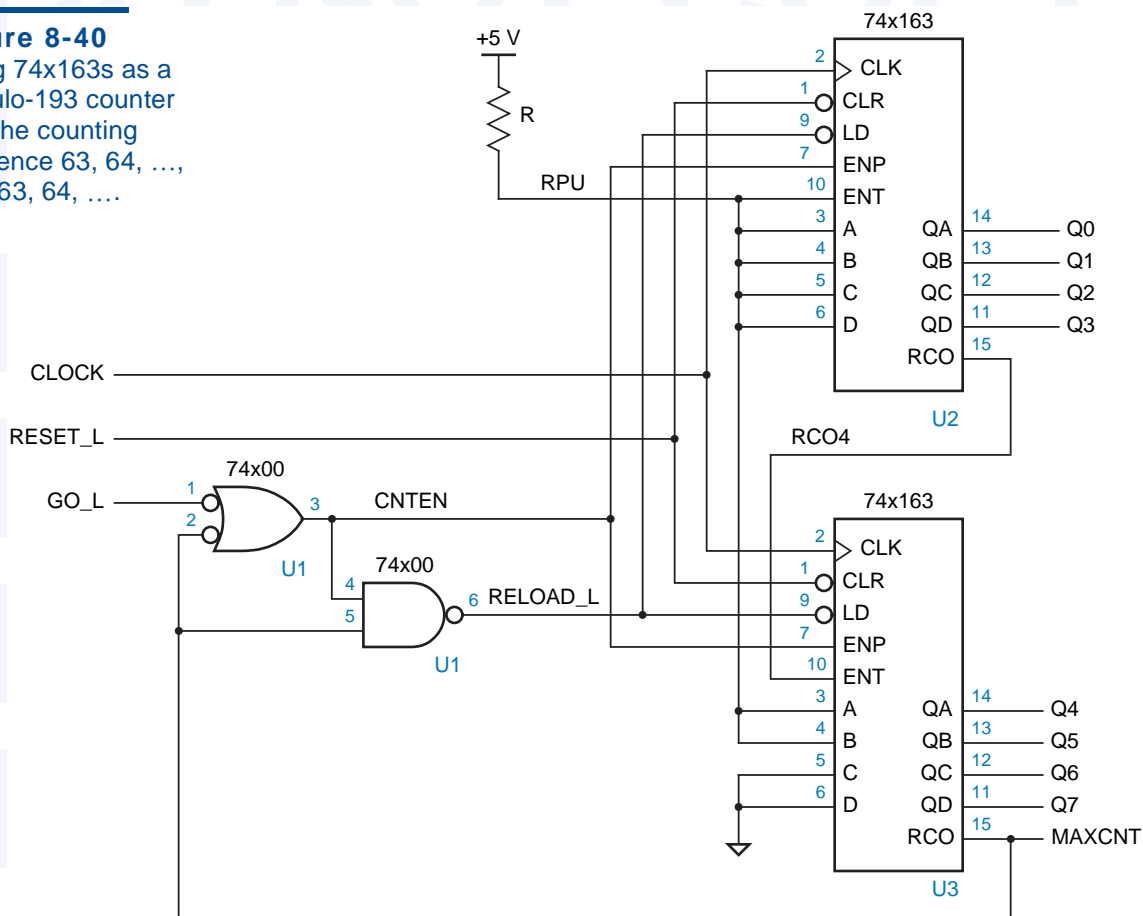 ure 8-40
74x63s as a
ulo-193 counter
he counting
ence 63, 64, …,
63, 64, ….
+5 V
R
RPU
74x163
2
CLK
1
CLR
9
LD
7
ENP
10
ENT
3
A
QA
14
Q0
4
B
QB
13
Q1
5
C
QC
12
Q2
6
D
QD
11
Q3
RCO
15
U2
CLOCK
RESET_L
RCO4
GO_L
74x00
1
2
3
U1
CNTEN
74x00
4
5
6
U1
RELOAD_L
74x163
2
CLK
1
CLR
9
LD
7
ENP
10
ENT
3
A
QA
14
Q4
4
B
QB
13
Q5
5
C
QC
12
Q6
6
D
QD
11
Q7
RCO
15
MAXCNT
U3